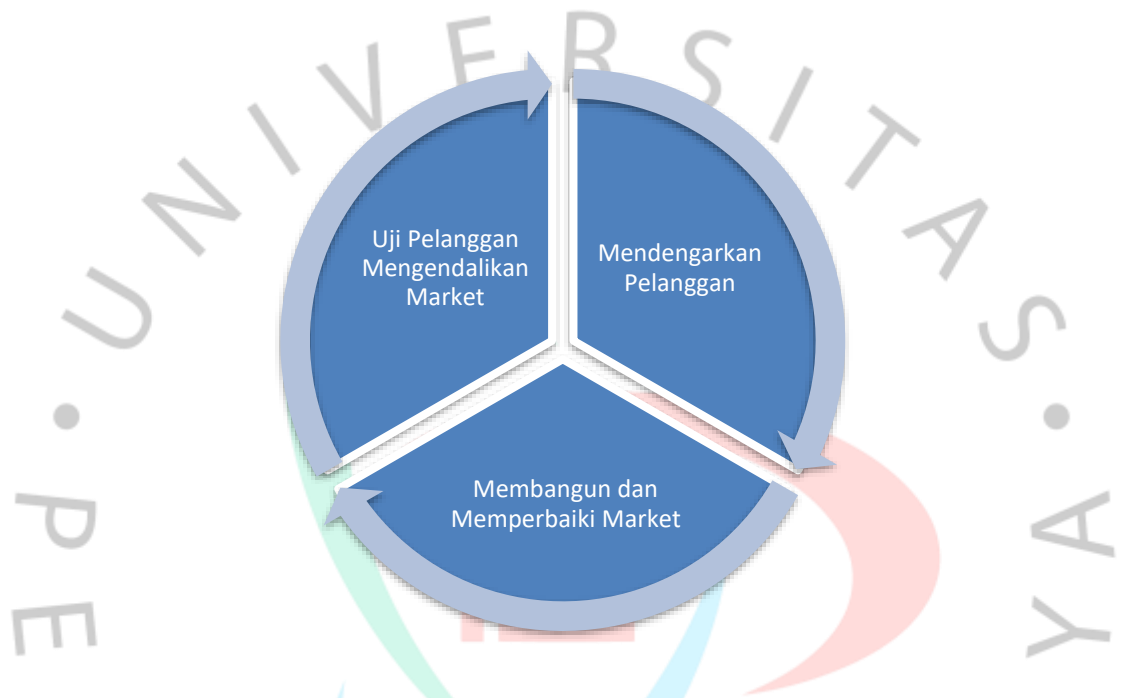 UNIVERSITAS
Uji Pelanggan
Mengendalikan
Market
Mendengarkan
Pelanggan
Membangun dan
Memperbaiki Market
PE
YA